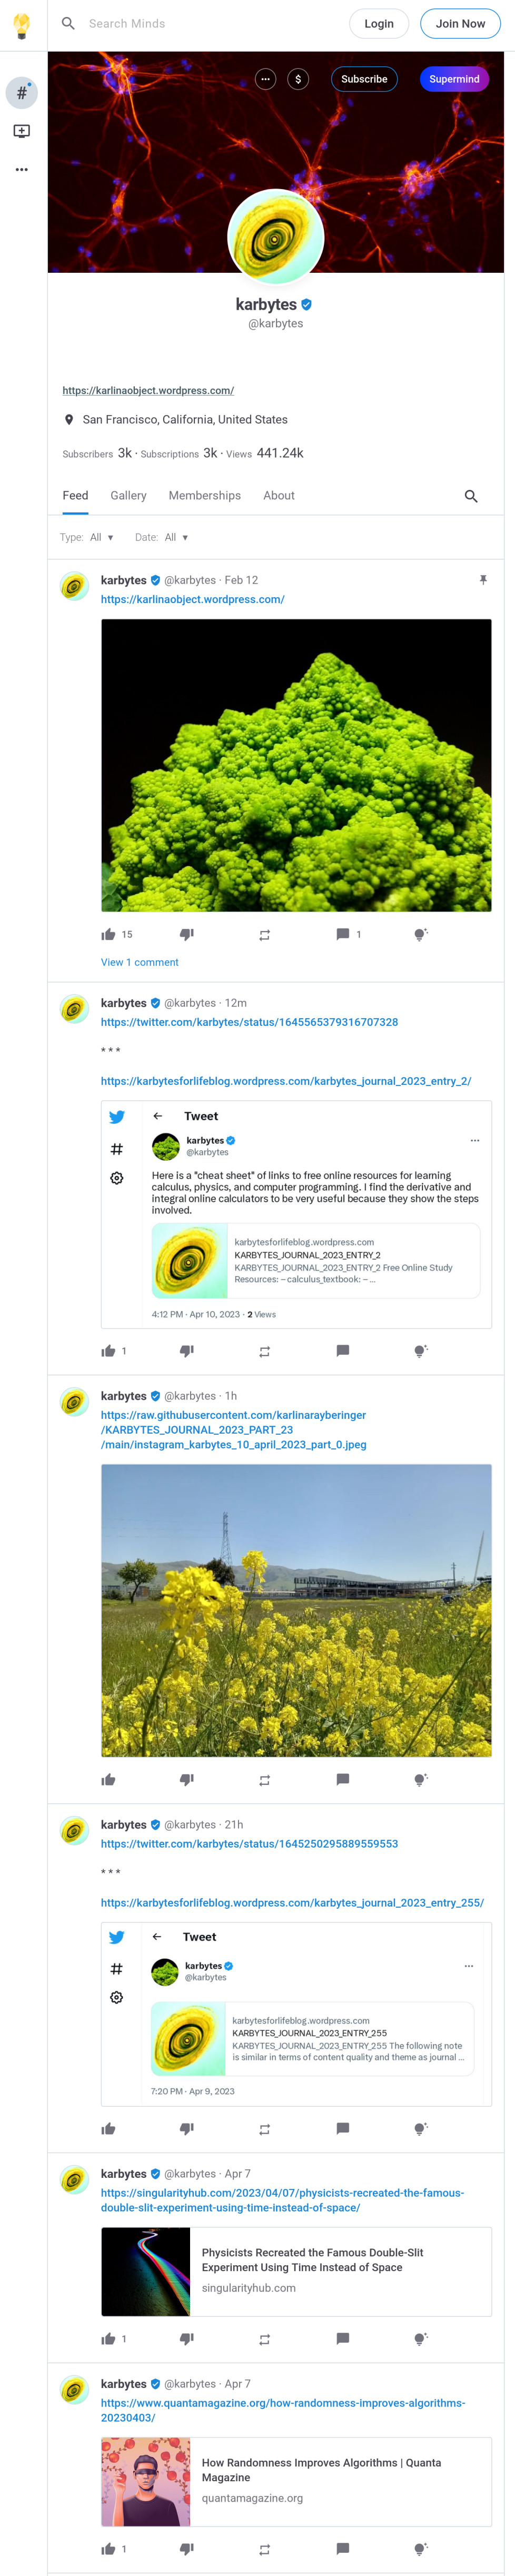 Search Minds
Login
Join Now
#
$
Subscribe
Supermind
karbytes
@karbytes
https://karlinaobject.wordpress.com/
San Francisco, California, United States
Subscribers 3k · Subscriptions 3k · Views 441.24k
Feed Gallery Memberships About
Type: All ▾ Date: All ▾
karbytes @karbytes · Feb 12
https://karlinaobject.wordpress.com/
15 1
View 1 comment
karbytes @karbytes · 12m
https://twitter.com/karbytes/status/1645565379316707328
* * *
https://karbytesforlifeblog.wordpress.com/karbytes_journal_2023_entry_2/
← Tweet
karbytes
@karbytes
Here is a "cheat sheet" of links to free online resources for learning
calculus, physics, and computer programming. I find the derivative and
integral online calculators to be very useful because they show the steps
involved.
karbytesforlifeblog.wordpress.com
KARBYTES_JOURNAL_2023_ENTRY_2
KARBYTES_JOURNAL_2023_ENTRY_2 Free Online Study
Resources: ~ calculus_textbook: ~ ...
4:12 PM · Apr 10, 2023 · 2 Views
1
karbytes @karbytes · 1h
https://raw.githubusercontent.com/karlinarayberinger
/KARBYTES_JOURNAL_2023_PART_23
/main/instagram_karbytes_10_april_2023_part_0.jpeg
karbytes @karbytes · 21h
https://twitter.com/karbytes/status/1645250295889559553
* * *
https://karbytesforlifeblog.wordpress.com/karbytes_journal_2023_entry_255/
← Tweet
karbytes
@karbytes
karbytesforlifeblog.wordpress.com
KARBYTES_JOURNAL_2023_ENTRY_255
KARBYTES_JOURNAL_2023_ENTRY_255 The following note
is similar in terms of content quality and theme as journal ...
7:20 PM · Apr 9, 2023
karbytes @karbytes · Apr 7
https://singularityhub.com/2023/04/07/physicists-recreated-the-famous-
double-slit-experiment-using-time-instead-of-space/
Physicists Recreated the Famous Double-Slit
Experiment Using Time Instead of Space
singularityhub.com
1
karbytes @karbytes · Apr 7
https://www.quantamagazine.org/how-randomness-improves-algorithms-
20230403/
How Randomness Improves Algorithms | Quanta
Magazine
quantamagazine.org
1